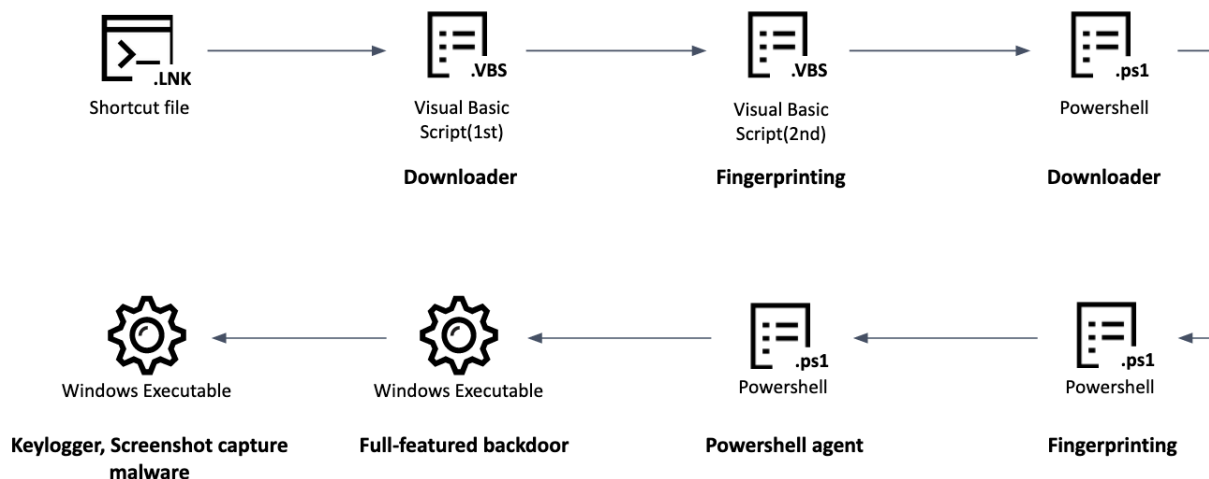 .LNK
Shortcut file
.VBS
Visual Basic
Script(1st)
Downloader
.VBS
Visual Basic
Script(2nd)
Fingerprinting
.ps1
Powershell
Downloader
Windows Executable
Keylogger, Screenshot capture
malware
Windows Executable
Full-featured backdoor
.ps1
Powershell
Powershell agent
.ps1
Powershell
Fingerprinting